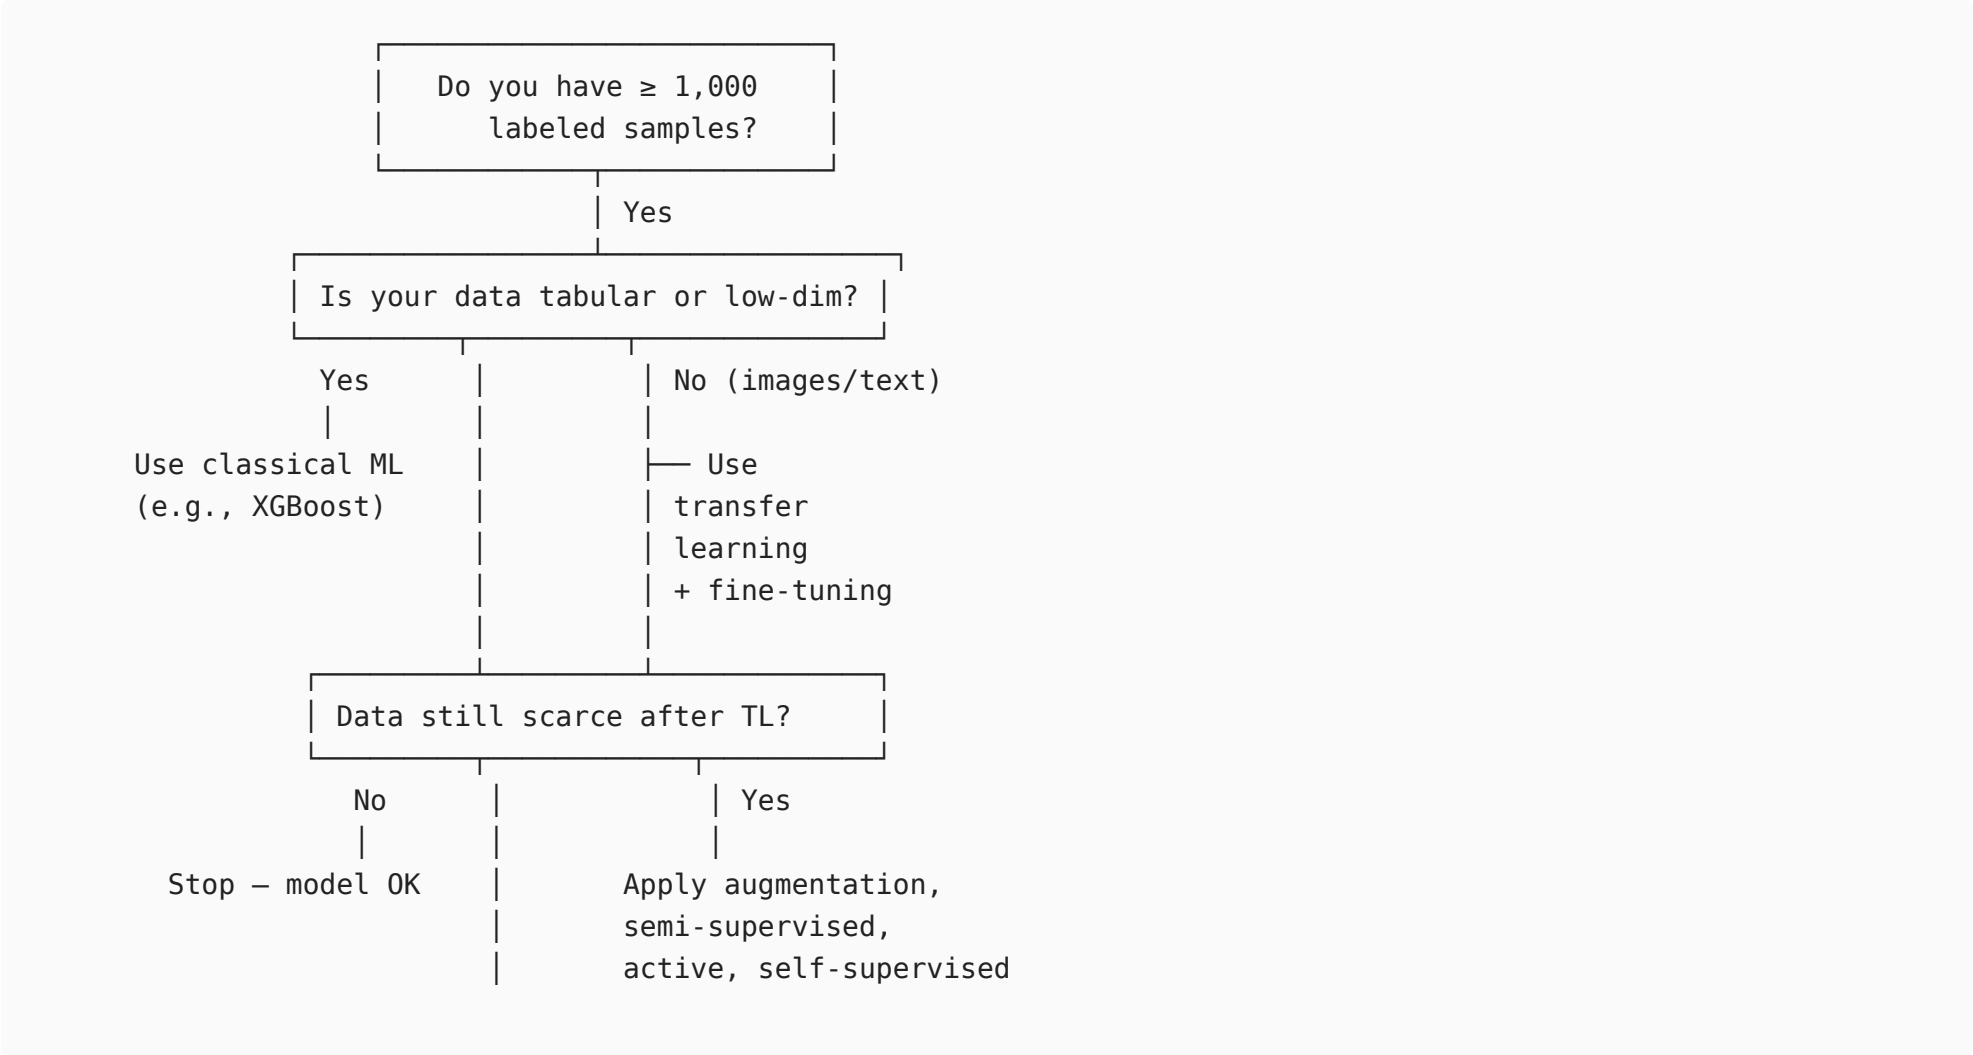 Do you have ≥ 1,000
labeled samples?
Yes
Is your data tabular or low-dim?
Yes
No (images/text)
Use classical ML
(e.g., XGBoost)
Use
transfer
learning
+ fine-tuning
Data still scarce after TL?
No
Yes
Stop – model OK
Apply augmentation,
semi-supervised,
active, self-supervised